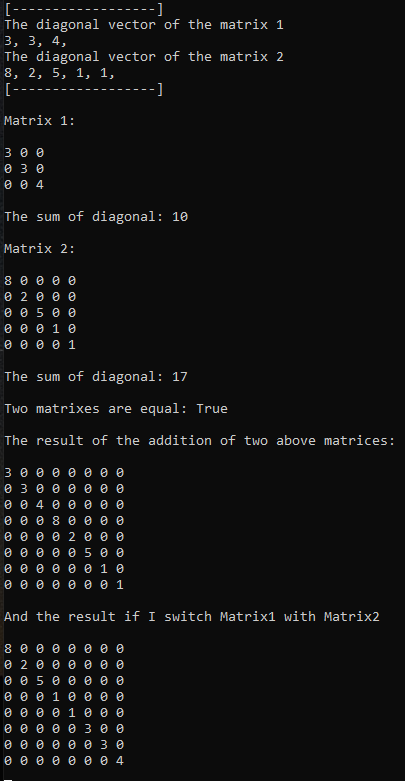 [------------------]
The diagonal vector of the matrix 1
3, 3, 4,
The diagonal vector of the matrix 2
8, 2, 5, 1, 1,
[------------------]
Matrix 1:
3 0 0
0 3 0
0 0 4
The sum of diagonal: 10
Matrix 2:
8 0 0 0 0
0 2 0 0 0
0 0 5 0 0
0 0 0 1 0
0 0 0 0 1
The sum of diagonal: 17
Two matrixes are equal: True
The result of the addition of two above matrices:
3 0 0 0 0 0 0 0
0 3 0 0 0 0 0 0
0 0 4 0 0 0 0 0
0 0 0 8 0 0 0 0
0 0 0 0 2 0 0 0
0 0 0 0 0 5 0 0
0 0 0 0 0 0 1 0
0 0 0 0 0 0 0 1
And the result if I switch Matrix1 with Matrix2
8 0 0 0 0 0 0 0
0 2 0 0 0 0 0 0
0 0 5 0 0 0 0 0
0 0 0 1 0 0 0 0
0 0 0 0 1 0 0 0
0 0 0 0 0 3 0 0
0 0 0 0 0 0 3 0
0 0 0 0 0 0 0 4